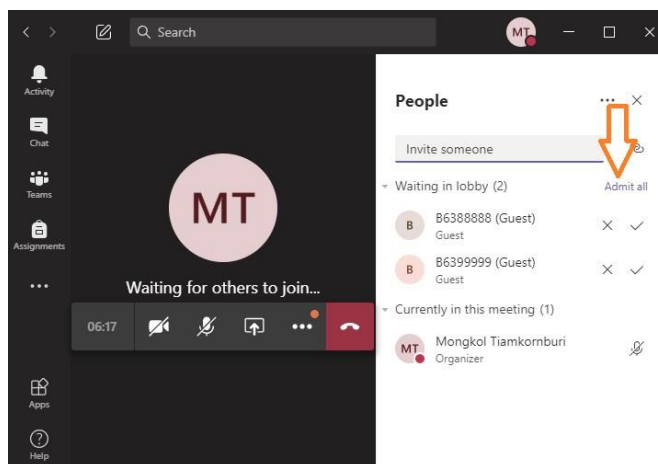 Search
MT
Activity
Chat
Teams
Assignments
Apps
Help
MT
Waiting for others to join...
06:17
People
Invite someone
Waiting in lobby (2)
Admit all
B
B6388888 (Guest)
Guest
B
B6399999 (Guest)
Guest
Currently in this meeting (1)
MT
Mongkol Tiamkornburi
Organizer